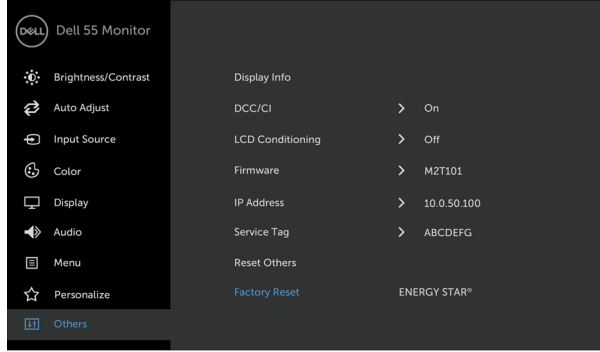 DELL Dell 55 Monitor
Brightness/Contrast
Auto Adjust
Input Source
Color
Display
Audio
Menu
Personalize
Others
Display Info
DCC/CI On
LCD Conditioning Off
Firmware M2T101
IP Address 10.0.50.100
Service Tag ABCDEFG
Reset Others
Factory Reset ENERGY STAR®